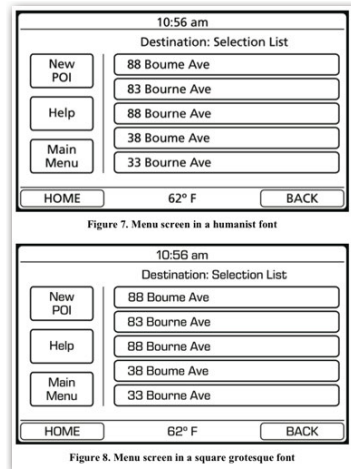 10:56 am
Destination: Selection List
New
POI
88 Boume Ave
83 Bourne Ave
Help
88 Bourne Ave
38 Boume Ave
Main
Menu
33 Bourne Ave
HOME 62° F BACK
Figure 7. Menu screen in a humanist font
10:56 am
Destination: Selection List
New
POI
88 Boume Ave
83 Bourne Ave
Help
88 Bourne Ave
38 Boume Ave
Main
Menu
33 Bourne Ave
HOME 62° F BACK
Figure 8. Menu screen in a square grotesque font